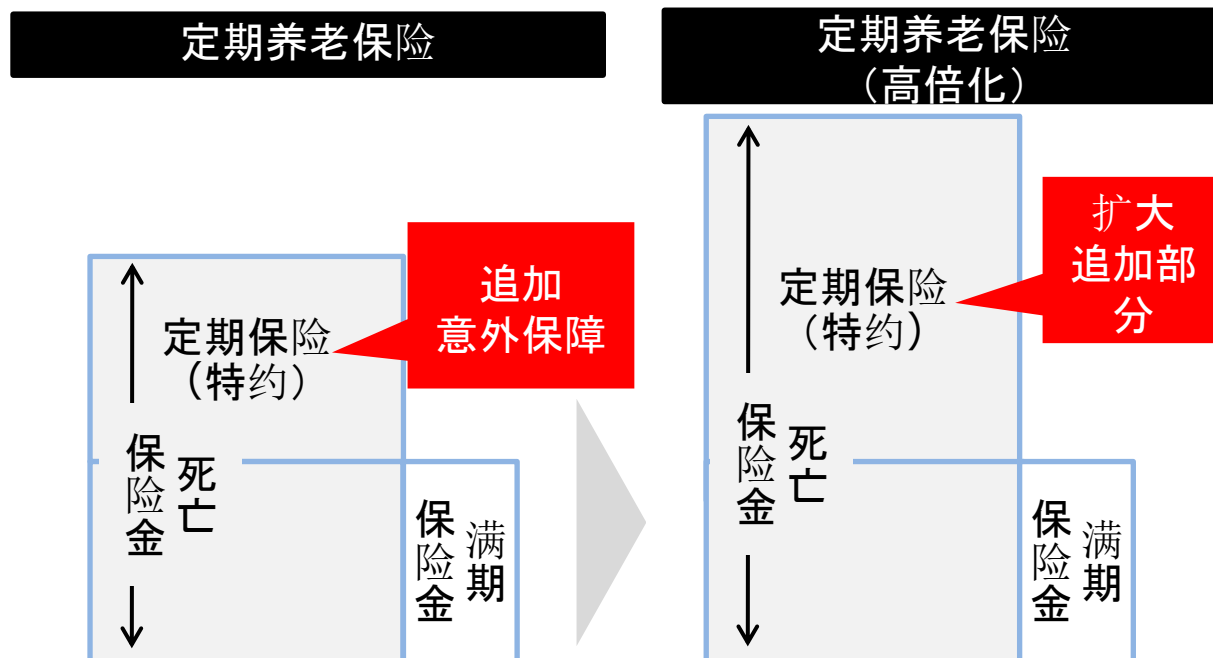 定期养老保险
追加
意外保障
定期保险
（特约）
死亡
保险金
满期
保险金
定期养老保险
（高倍化）
扩大
追加部
分
定期保险
（特约）
死亡
保险金
满期
保险金